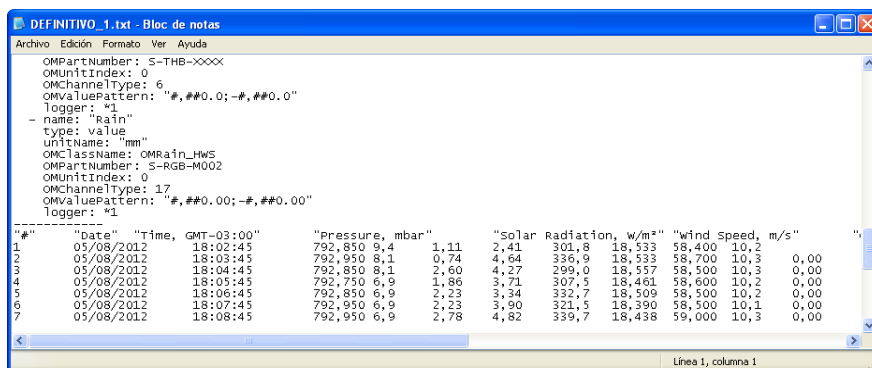 DEFINITIVO_1.txt - Bloc de notas
Archivo Edición Formato Ver Ayuda
OMPartNumber: S-THB-XXXX
OMUnitIndex: 0
OMChannelType: 6
OMValuePattern: "#,##0.0;-#,##0.0"
logger: *1
- name: "Rain"
type: value
unitName: "mm"
OMClassName: OMRain_HWS
OMPartNumber: S-RGB-M002
OMUnitIndex: 0
OMChannelType: 17
OMValuePattern: "#,##0.00;-#,##0.00"
logger: *1
------------
"#" "Date" "Time, GMT-03:00" "Pressure, mbar" "Solar Radiation, W/m²" "Wind Speed, m/s"
1 05/08/2012 18:02:45 792,850 9,4 1,11 2,41 301,8 18,533 58,400 10,2
2 05/08/2012 18:03:45 792,950 8,1 0,74 4,64 336,9 18,533 58,700 10,3 0,00
3 05/08/2012 18:04:45 792,850 8,1 2,60 4,27 299,0 18,557 58,500 10,3 0,00
4 05/08/2012 18:05:45 792,750 6,9 1,86 3,71 307,5 18,461 58,600 10,2 0,00
5 05/08/2012 18:06:45 792,850 6,9 2,23 3,34 332,7 18,509 58,500 10,2 0,00
6 05/08/2012 18:07:45 792,950 6,9 2,23 3,90 321,5 18,390 58,500 10,1 0,00
7 05/08/2012 18:08:45 792,950 6,9 2,78 4,82 339,7 18,438 59,000 10,3 0,00
Línea 1, columna 1